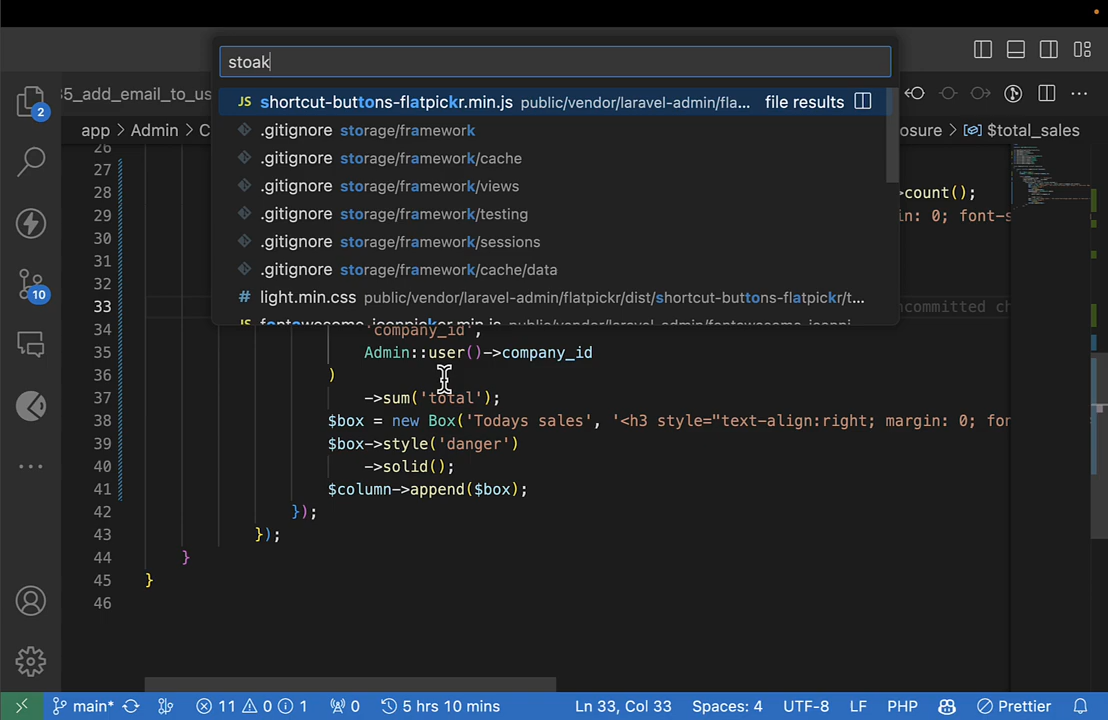 stoak
35_add_email_to_us
JS shortcut-buttons-flatpickr.min.js public/vendor/laravel-admin/fla... file results
.gitignore storage/framework
.gitignore storage/framework/cache
.gitignore storage/framework/views
.gitignore storage/framework/testing
.gitignore storage/framework/sessions
.gitignore storage/framework/cache/data
# light.min.css public/vendor/laravel-admin/flatpickr/dist/shortcut-buttons-flatpickr/t...
2
app > Admin > C
osure > $total_sales
26
27
28 >count();
29 in: 0; font-s
30
31
32
33 ncommitted ch
34 'company_id',
35 Admin::user()->company_id
36 )
37 ->sum('total');
38 $box = new Box('Todays sales', '<h3 style="text-align:right; margin: 0; fon
39 $box->style('danger')
40 ->solid();
41 $column->append($box);
42 });
43 });
44 }
45 }
46
10
main* 11 0 1 0 5 hrs 10 mins Ln 33, Col 33 Spaces: 4 UTF-8 LF PHP Prettier